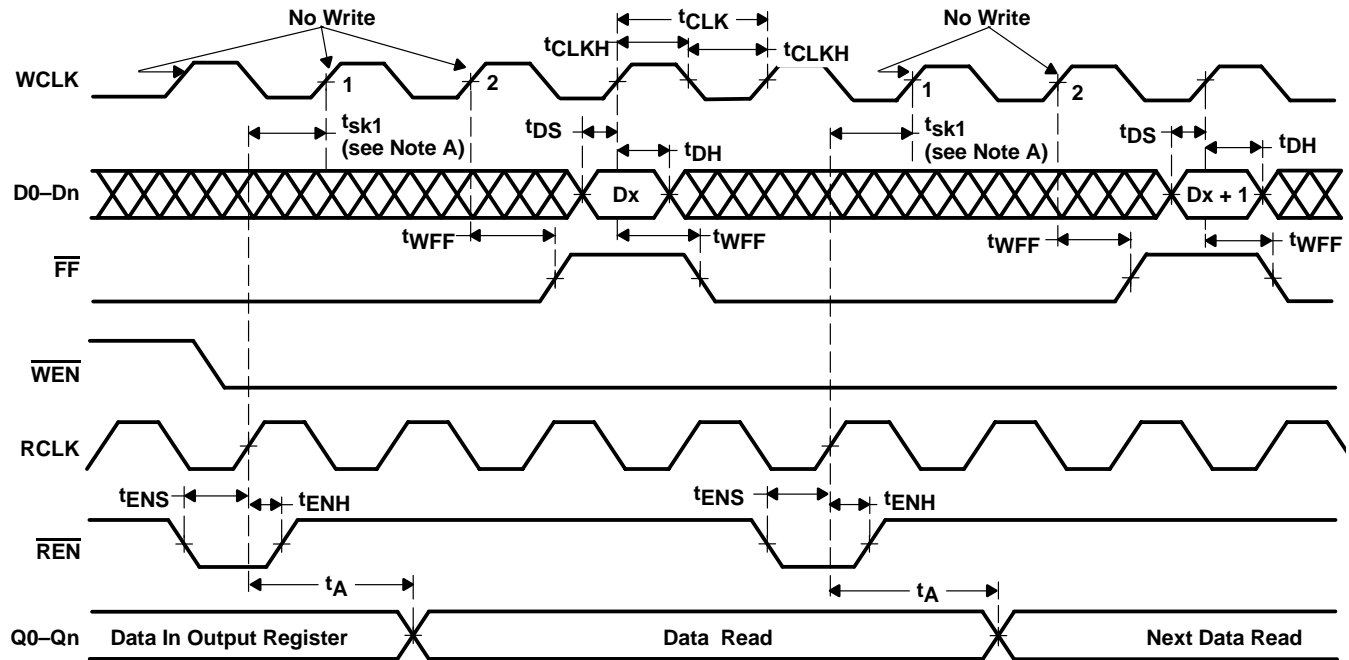 No Write
tCLK
No Write
tCLKH
tCLKH
WCLK
1
2
1
2
tsk1
(see Note A)
tDS
tDH
tsk1
(see Note A)
tDS
tDH
D0–Dn
Dx
Dx + 1
tWFF
tWFF
tWFF
tWFF
FF
WEN
RCLK
tENS
tENH
tENS
tENH
REN
tA
tA
Q0–Qn
Data In Output Register
Data Read
Next Data Read